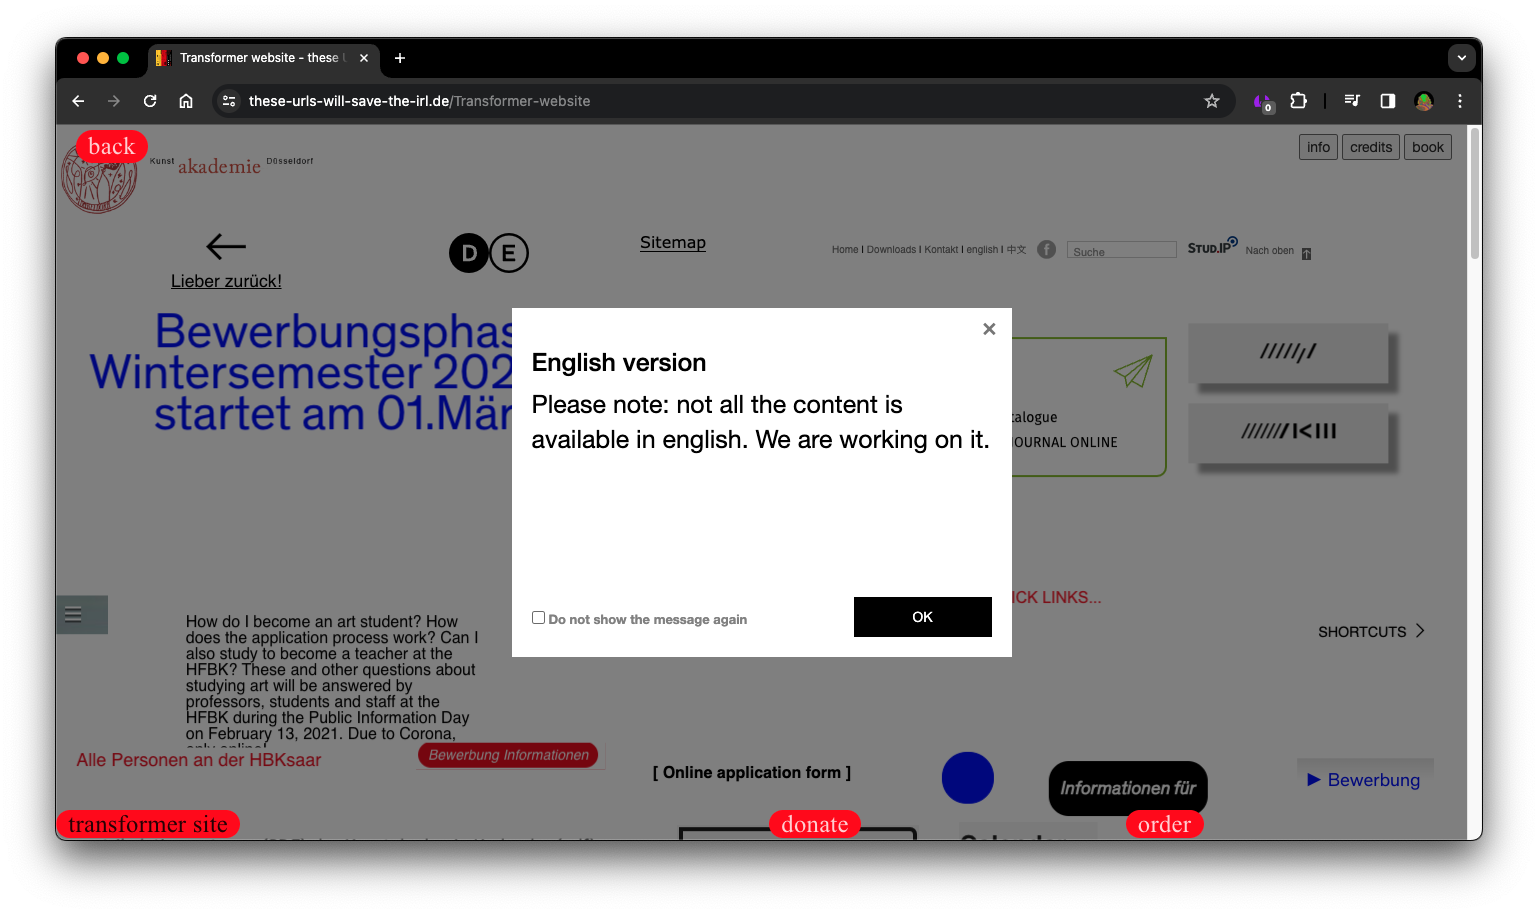 Transformer website - these
these-urls-will-save-the-irl.de/Transformer-website
0
back
Kunst akademie Düsseldorf
info credits book
Lieber zurück!
D E
Sitemap
Home I Downloads I Kontakt I english I 中文
f
Suche
STUD.IP
Nach oben
Bewerbungsphas
Wintersemester 202
startet am 01.Mär
English version
Please note: not all the content is
available in english. We are working on it.
Do not show the message again
OK
talogue
JOURNAL ONLINE
ICK LINKS...
SHORTCUTS
How do I become an art student? How
does the application process work? Can I
also study to become a teacher at the
HFBK? These and other questions about
studying art will be answered by
professors, students and staff at the
HFBK during the Public Information Day
on February 13, 2021. Due to Corona,
only online!
Alle Personen an der HBKsaar
Bewerbung Informationen
[ Online application form ]
Informationen für
Bewerbung
transformer site
donate
order